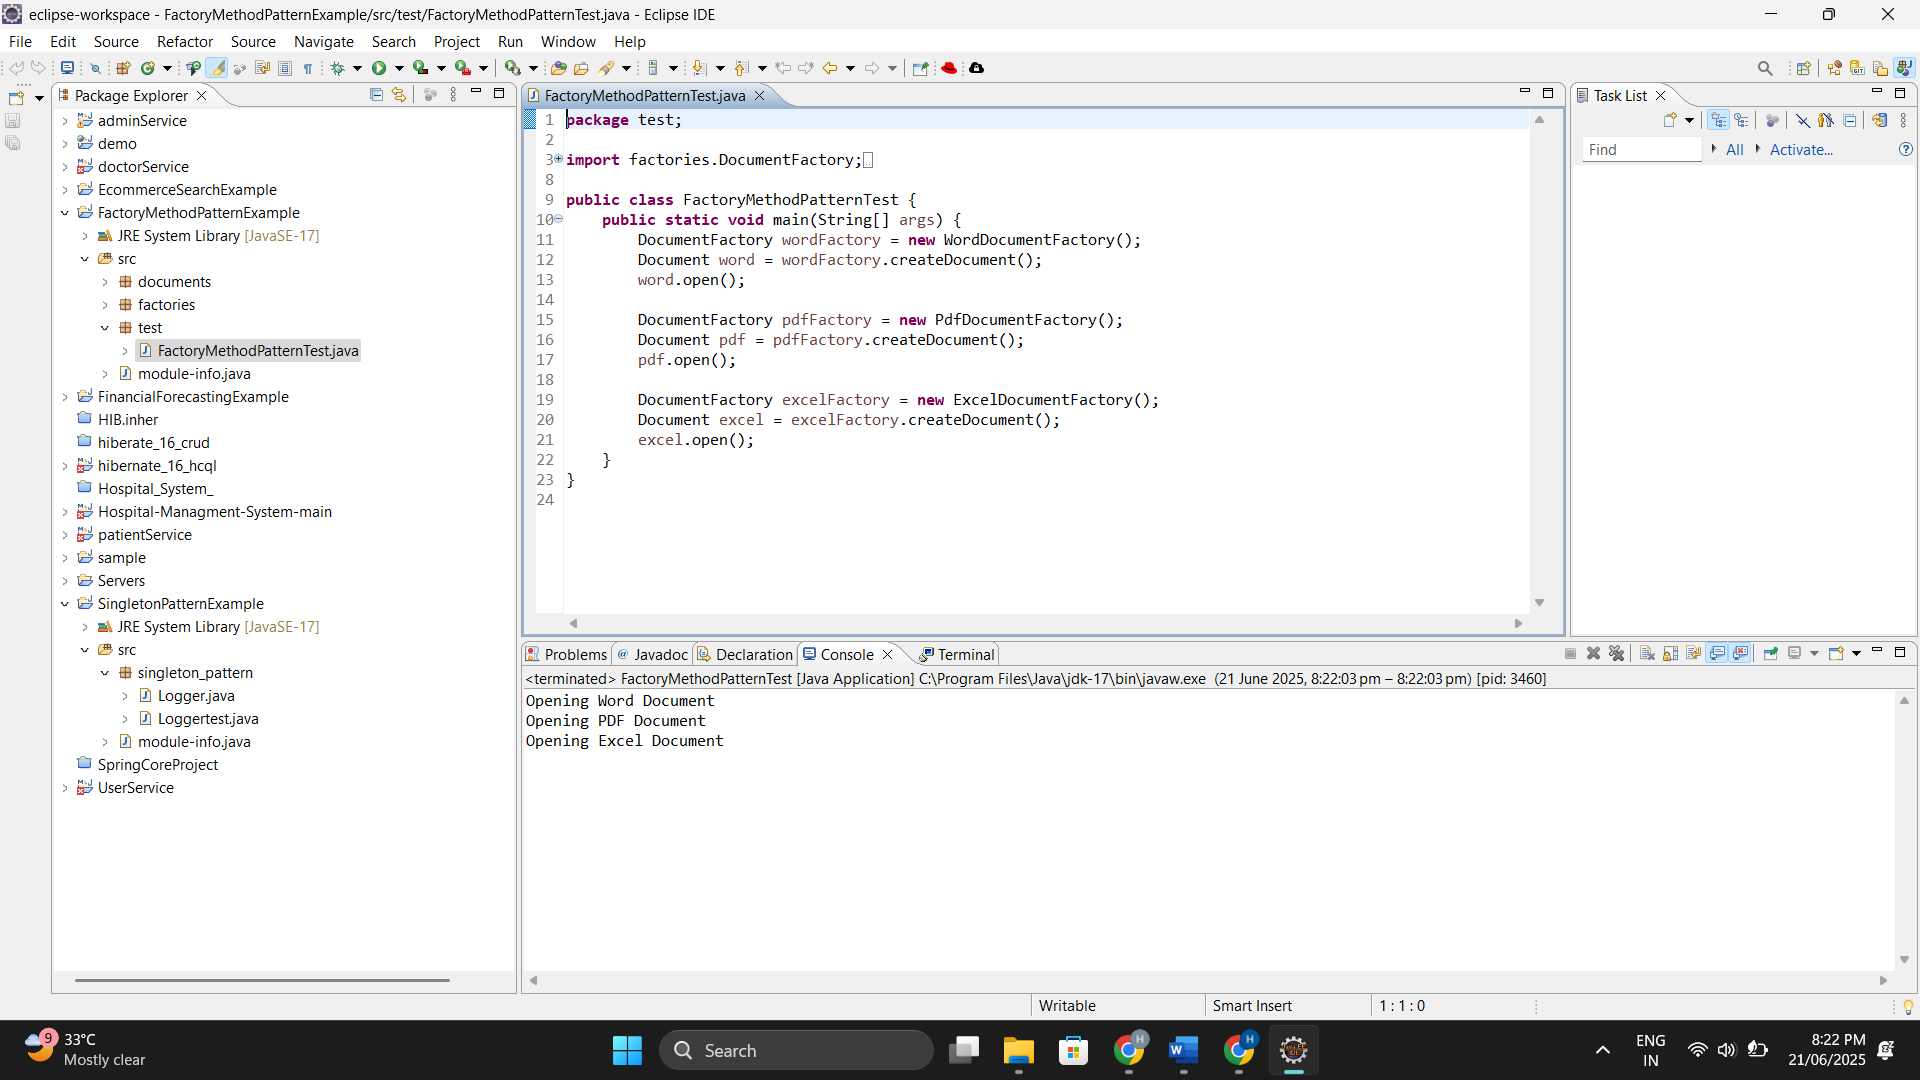 eclipse-workspace - FactoryMethodPatternExample/src/test/FactoryMethodPatternTest.java - Eclipse IDE
File Edit Source Refactor Source Navigate Search Project Run Window Help
Package Explorer
adminService
demo
doctorService
EcommerceSearchExample
FactoryMethodPatternExample
JRE System Library [JavaSE-17]
src
documents
factories
test
FactoryMethodPatternTest.java
module-info.java
FinancialForecastingExample
HIB.inher
hiberate_16_crud
hibernate_16_hcql
Hospital_System_
Hospital-Managment-System-main
patientService
sample
Servers
SingletonPatternExample
JRE System Library [JavaSE-17]
src
singleton_pattern
Logger.java
Loggertest.java
module-info.java
SpringCoreProject
UserService
FactoryMethodPatternTest.java
1 package test;
2
3 import factories.DocumentFactory;
8
9 public class FactoryMethodPatternTest {
10 public static void main(String[] args) {
11 DocumentFactory wordFactory = new WordDocumentFactory();
12 Document word = wordFactory.createDocument();
13 word.open();
14
15 DocumentFactory pdfFactory = new PdfDocumentFactory();
16 Document pdf = pdfFactory.createDocument();
17 pdf.open();
18
19 DocumentFactory excelFactory = new ExcelDocumentFactory();
20 Document excel = excelFactory.createDocument();
21 excel.open();
22 }
23 }
24
Task List
Find All Activate...
Problems Javadoc Declaration Console Terminal
<terminated> FactoryMethodPatternTest [Java Application] C:\Program Files\Java\jdk-17\bin\javaw.exe (21 June 2025, 8:22:03 pm – 8:22:03 pm) [pid: 3460]
Opening Word Document
Opening PDF Document
Opening Excel Document
Writable Smart Insert 1 : 1 : 0
9
33°C
Mostly clear
Search
ENG
IN
8:22 PM
21/06/2025